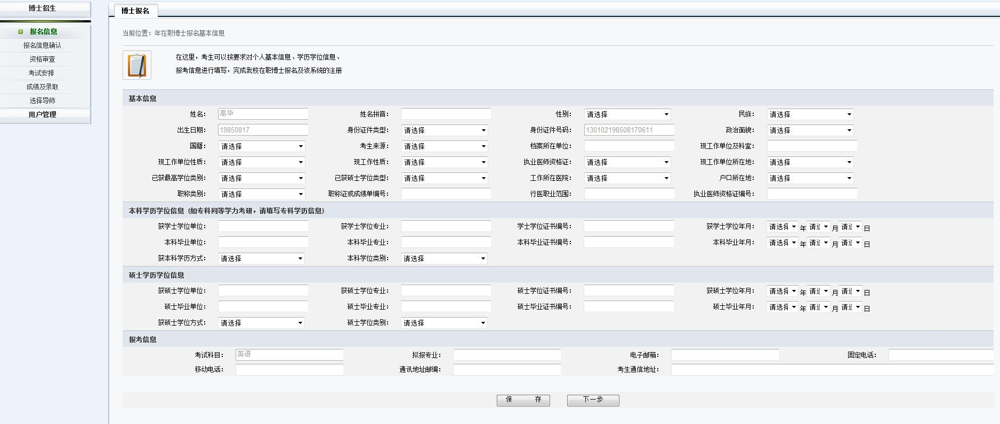 博士招生
报名信息
报名信息确认
资格审查
考试安排
成绩及录取
选择导师
用户管理
博士报名
当前位置：年在职博士报名基本信息
在这里，考生可以按要求对个人基本信息、学历学位信息、
报考信息进行填写，完成我校在职博士报名及该系统的注册
基本信息
姓名： 高华 姓名拼音： 性别： 请选择 民族： 请选择
出生日期： 19850817 身份证件类型： 请选择 身份证件号码： 130102198508170611 政治面貌： 请选择
国籍： 请选择 考生来源： 请选择 档案所在单位： 现工作单位及科室：
现工作单位性质： 请选择 现工作性质： 请选择 执业医师资格证： 请选择 现工作单位所在地： 请选择
已获最高学位类别： 请选择 已获硕士学位类型： 请选择 工作所在医院： 请选择 户口所在地： 请选择
职称类别： 请选择 职称证或成绩单编号： 行医职业范围： 执业医师资格证编号：
本科学历学位信息（如专科同等学力考研，请填写专科学历信息）
获学士学位单位： 获学士学位专业： 学士学位证书编号： 获学士学位年月： 请选择 年 请选 月 请选 日
本科毕业单位： 本科毕业专业： 本科毕业证书编号： 本科毕业年月： 请选择 年 请选 月 请选 日
获本科学历方式： 请选择 本科学位类别： 请选择
硕士学历学位信息
获硕士学位单位： 获硕士学位专业： 硕士学位证书编号： 获硕士学位年月： 请选择 年 请选 月 请选 日
硕士毕业单位： 硕士毕业专业： 硕士毕业证书编号： 硕士毕业年月： 请选择 年 请选 月 请选 日
获硕士学位方式： 请选择 硕士学位类别： 请选择
报考信息
考试科目： 英语 拟报专业： 电子邮箱： 固定电话：
移动电话： 通讯地址邮编： 考生通信地址：
保 存 下一步